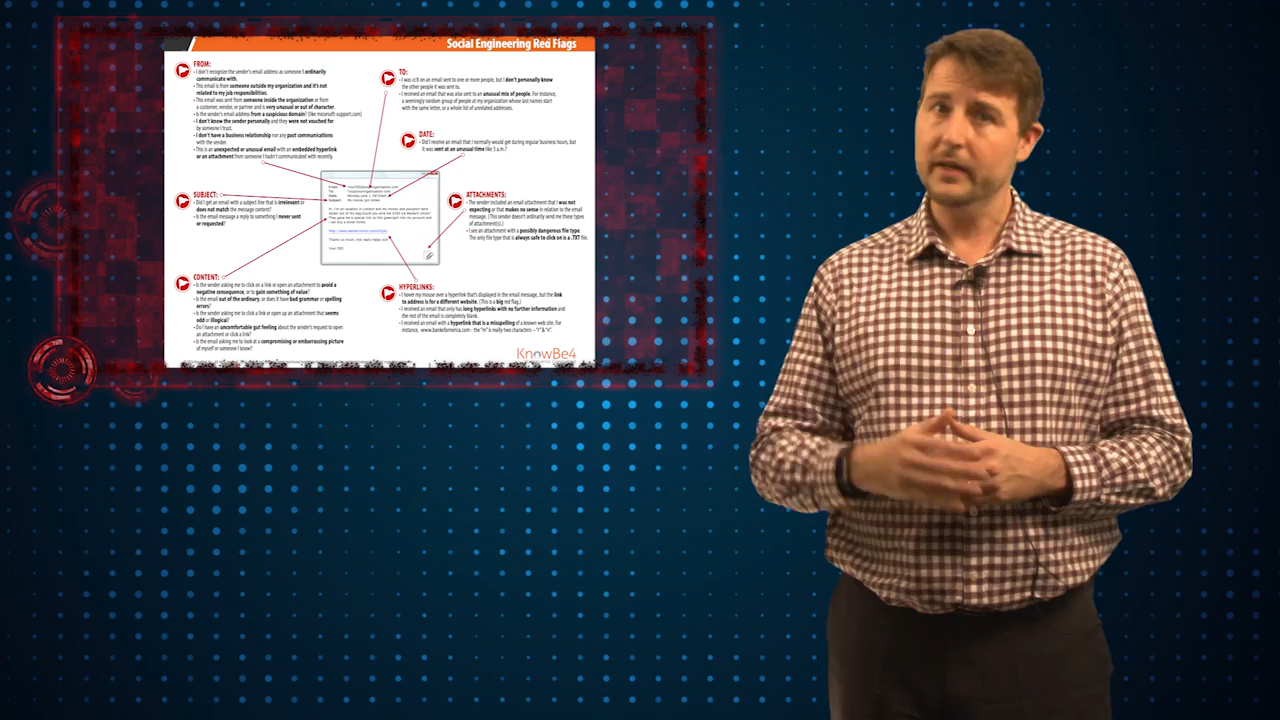 Social Engineering Red Flags
FROM:
• I don't recognize the sender's email address as someone I ordinarily
communicate with.
• This email is from someone outside my organization and it's not
related to my job responsibilities.
• This email was sent from someone inside the organization or from
a customer, vendor, or partner and is very unusual or out of character.
• Is the sender's email address from a suspicious domain? (like micorsoft-support.com)
• I don't know the sender personally and they were not vouched for
by someone I trust.
• I don't have a business relationship nor any past communications
with the sender.
• This is an unexpected or unusual email with an embedded hyperlink
or an attachment from someone I hadn't communicated with recently.
TO:
• I was cc'd on an email sent to one or more people, but I don't personally know
the other people it was sent to.
• I received an email that was also sent to an unusual mix of people. For instance,
a seemingly random group of people at my organization whose last names start
with the same letter, or a whole list of unrelated addresses.
DATE:
• Did I receive an email that I normally would get during regular business hours, but
it was sent at an unusual time like 3 a.m.?
SUBJECT:
• Did I get an email with a subject line that is irrelevant or
does not match the message content?
• Is the email message a reply to something I never sent
or requested?
From:
To:
Date:
Subject: My money got stolen
Thanks so much, this really helps out!
Your CEO
ATTACHMENTS:
• The sender included an email attachment that I was not
expecting or that makes no sense in relation to the email
message. (This sender doesn't ordinarily send me these types of
attachment(s).)
• I see an attachment with a possibly dangerous file type.
The only file type that is always safe to click on is a .TXT file.
CONTENT:
• Is the sender asking me to click on a link or open an attachment to avoid a
negative consequence, or to gain something of value?
• Is the email out of the ordinary, or does it have bad grammar or spelling
errors?
• Is the sender asking me to click a link or open up an attachment that seems
odd or illogical?
• Do I have an uncomfortable gut feeling about the sender's request to open
an attachment or click a link?
• Is the email asking me to look at a compromising or embarrassing picture
of myself or someone I know?
HYPERLINKS:
• I hover my mouse over a hyperlink that's displayed in the email message, but the link
to address is for a different website. (This is a big red flag.)
• I received an email that only has long hyperlinks with no further information and
the rest of the email is completely blank.
• I received an email with a hyperlink that is a misspelling of a known web site. For
instance, www.bankofarnerica.com - the "m" is really two characters – "r" & "n".
KnowBe4